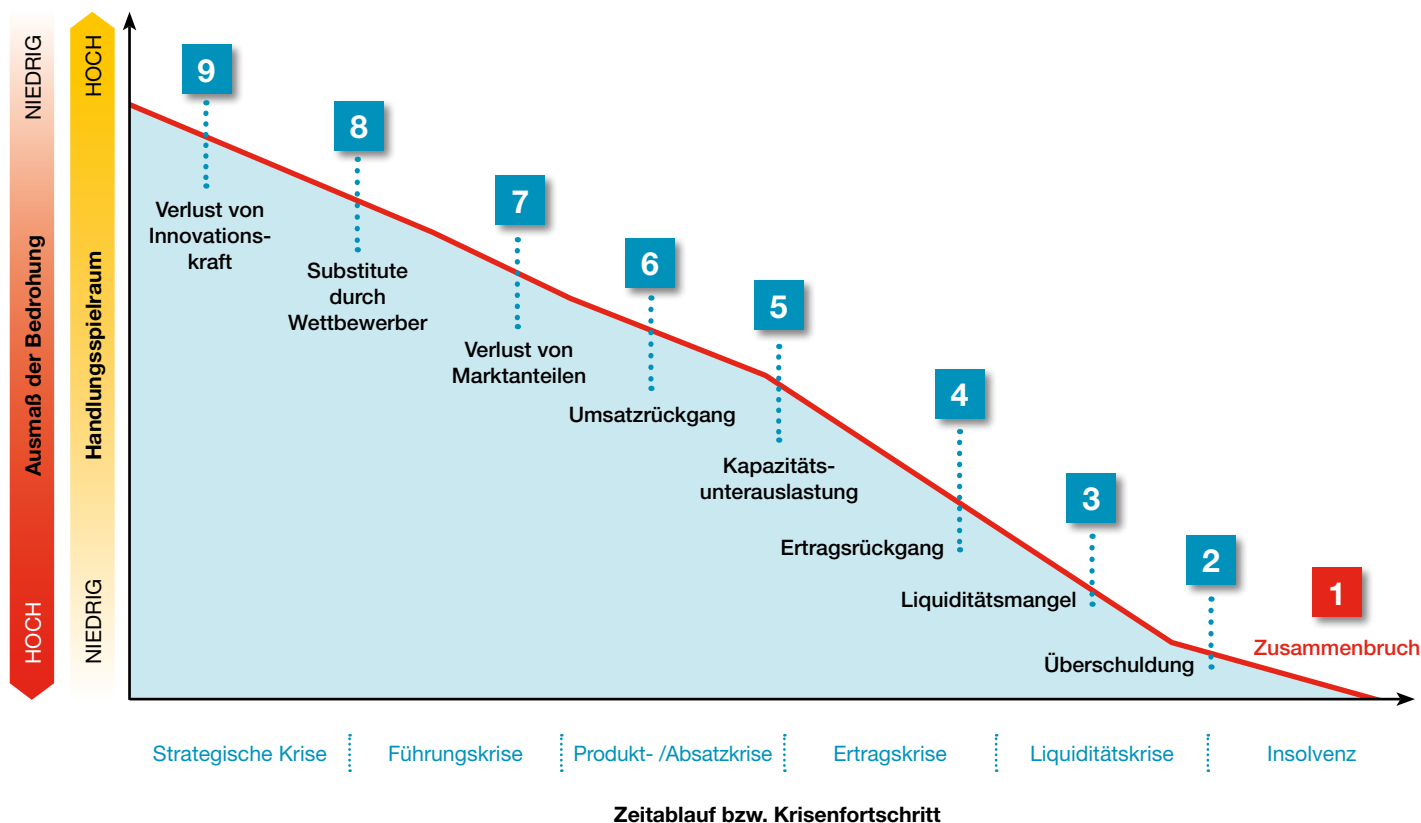 NIEDRIG
Ausmaß der Bedrohung
HOCH
HOCH
Handlungsspielraum
NIEDRIG
9
Verlust von
Innovations-
kraft
8
Substitute
durch
Wettbewerber
7
Verlust von
Marktanteilen
6
Umsatzrückgang
5
Kapazitäts-
unterauslastung
4
Ertragsrückgang
3
Liquiditätsmangel
2
Überschuldung
1
Zusammenbruch
Strategische Krise
Führungskrise
Produkt- /Absatzkrise
Ertragskrise
Liquiditätskrise
Insolvenz
Zeitablauf bzw. Krisenfortschritt